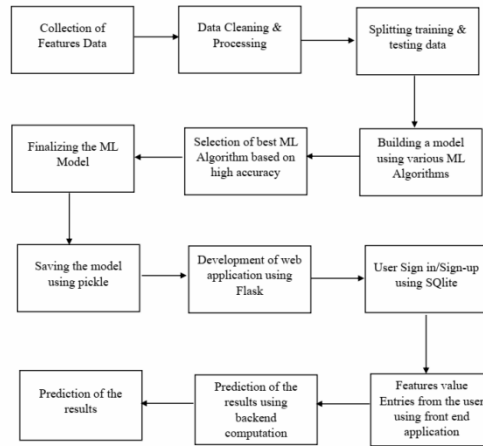 Collection of
Features Data
Data Cleaning &
Processing
Splitting training &
testing data
Finalizing the ML
Model
Selection of best ML
Algorithm based on
high accuracy
Building a model
using various ML
Algorithms
Saving the model
using pickle
Development of web
application using
Flask
User Sign in/Sign-up
using SQlite
Prediction of the
results
Prediction of the
results using
backend computation
Features value
Entries from the user
using front end
application